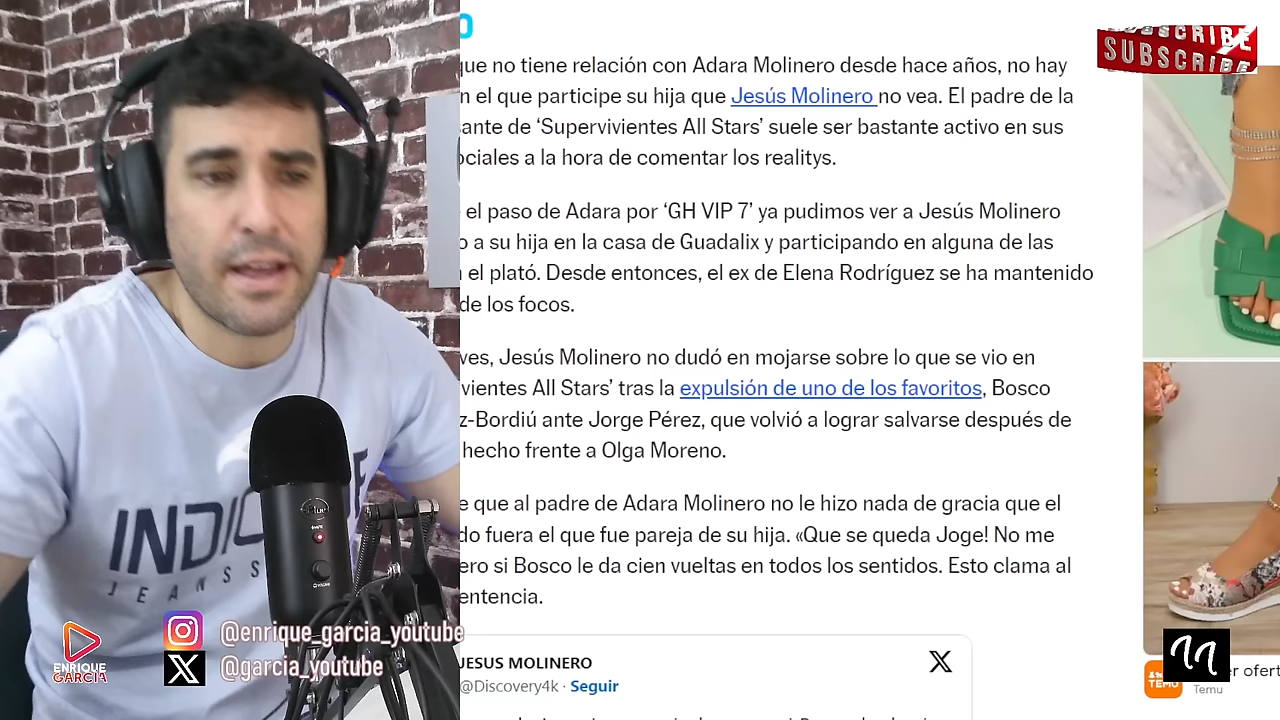 que no tiene relación con Adara Molinero desde hace años, no hay
n el que participe su hija que Jesús Molinero no vea. El padre de la
ante de ‘Supervivientes All Stars’ suele ser bastante activo en sus
ociales a la hora de comentar los realitys.
el paso de Adara por ‘GH VIP 7’ ya pudimos ver a Jesús Molinero
o a su hija en la casa de Guadalix y participando en alguna de las
n el plató. Desde entonces, el ex de Elena Rodríguez se ha mantenido
de los focos.
ves, Jesús Molinero no dudó en mojarse sobre lo que se vio en
vientes All Stars’ tras la expulsión de uno de los favoritos, Bosco
z-Bordiú ante Jorge Pérez, que volvió a lograr salvarse después de
hecho frente a Olga Moreno.
e que al padre de Adara Molinero no le hizo nada de gracia que el
do fuera el que fue pareja de su hija. «Que se queda Joge! No me
ero si Bosco le da cien vueltas en todos los sentidos. Esto clama al
entencia.
JESUS MOLINERO
@Discovery4k · Seguir
SUBSCRIBE
SUBSCRIBE
INDIC
JEANS
blue
@enrique_garcia_youtube
@garcia_youtube
ENRIQUE
GARCIA
TEMU
er ofert
Temu